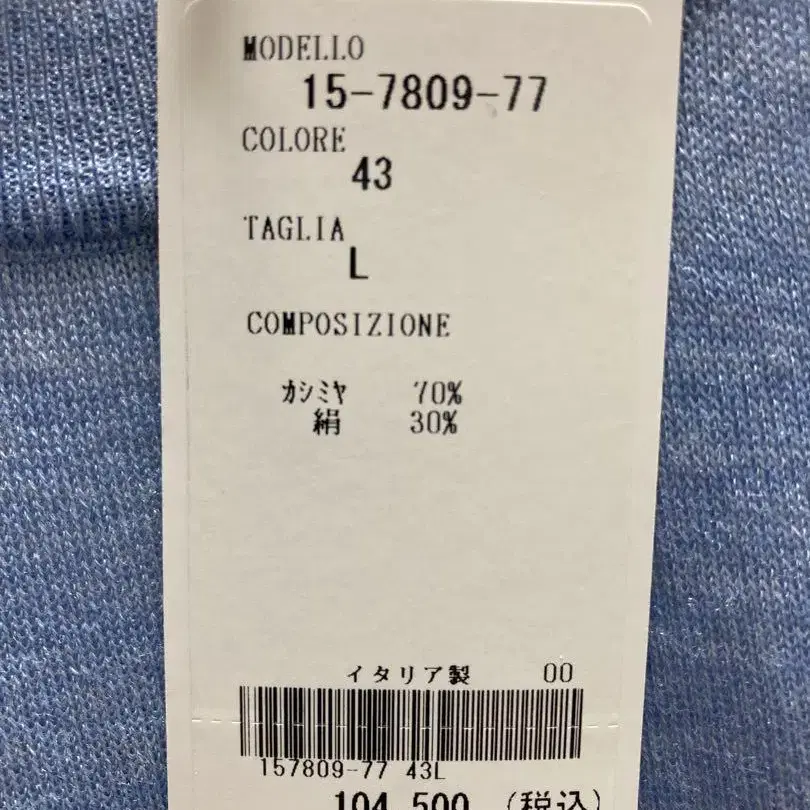 MODELLO
15-7809-77
COLORE
43
TAGLIA
L
COMPOSIZIONE
ｶｼﾐﾔ 70%
絹 30%
イタリア製 00
157809-77 43L
104,500 (税込)